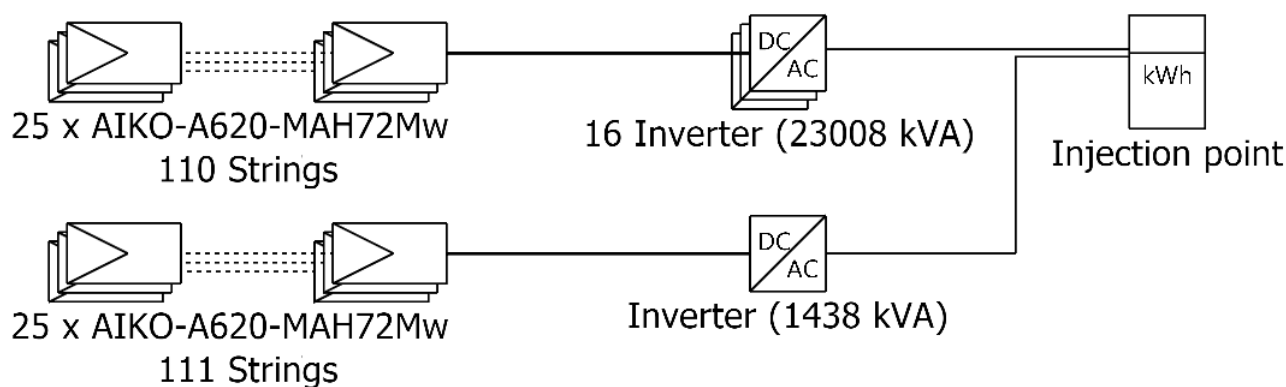 DC
AC
kWh
25 x AIKO-A620-MAH72Mw
110 Strings
16 Inverter (23008 kVA)
Injection point
DC
AC
25 x AIKO-A620-MAH72Mw
111 Strings
Inverter (1438 kVA)